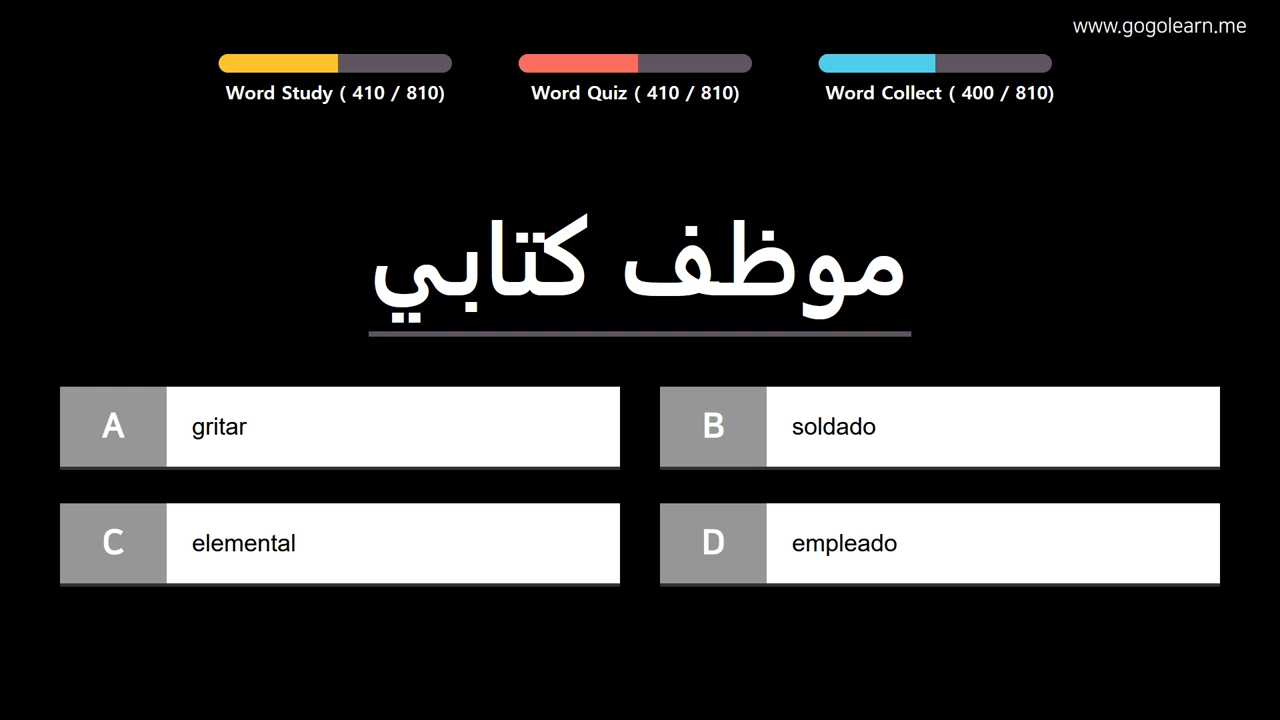 www.gogolearn.me
Word Study ( 410 / 810)
Word Quiz ( 410 / 810)
Word Collect ( 400 / 810)
موظف كتابي
A gritar
B soldado
C elemental
D empleado